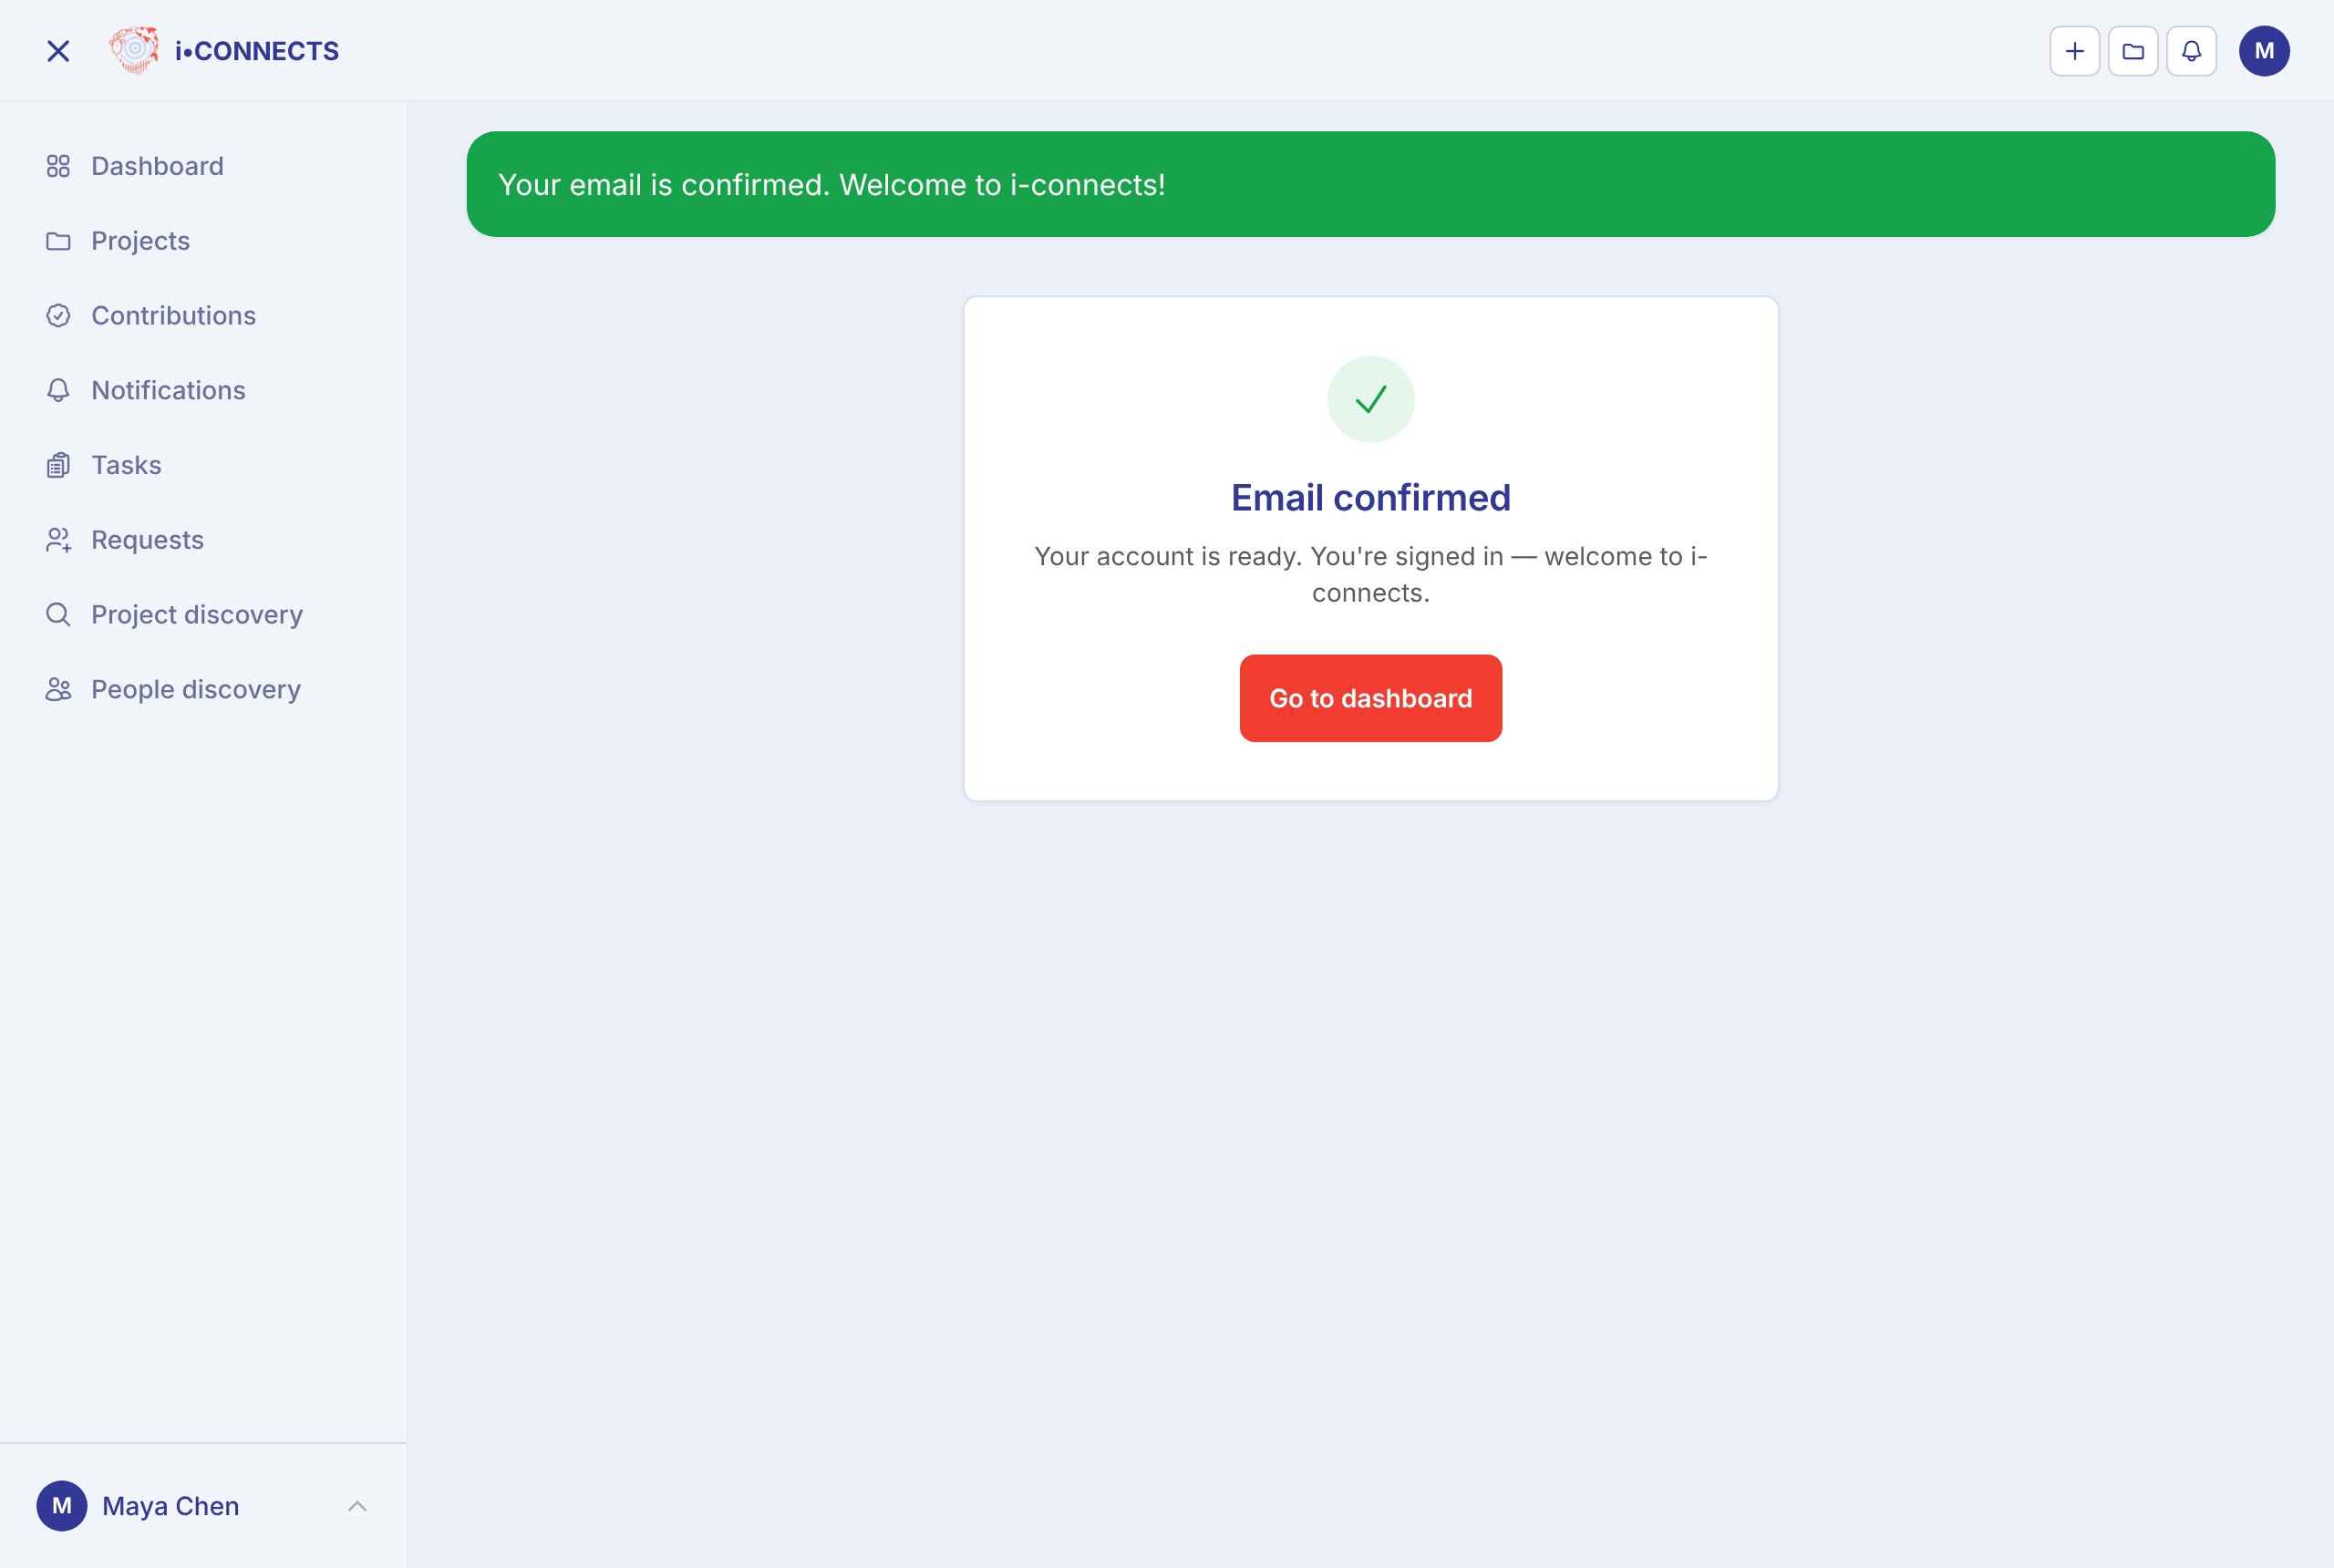 i•CONNECTS
M
Dashboard
Projects
Contributions
Notifications
Tasks
Requests
Project discovery
People discovery
Your email is confirmed. Welcome to i-connects!
Email confirmed
Your account is ready. You're signed in — welcome to i-
connects.
Go to dashboard
M
Maya Chen